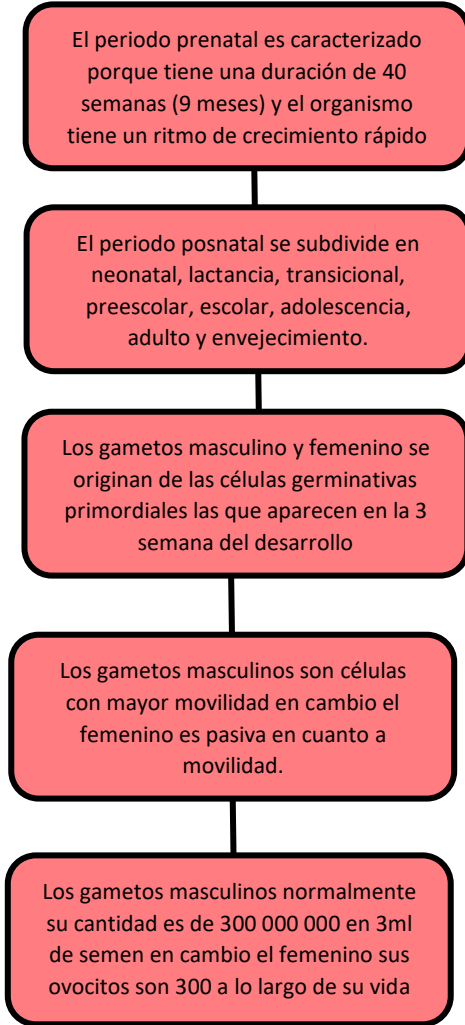 El periodo prenatal es caracterizado
porque tiene una duración de 40
semanas (9 meses) y el organismo
tiene un ritmo de crecimiento rápido
El periodo posnatal se subdivide en
neonatal, lactancia, transicional,
preescolar, escolar, adolescencia,
adulto y envejecimiento.
Los gametos masculino y femenino se
originan de las células germinativas
primordiales las que aparecen en la 3
semana del desarrollo
Los gametos masculinos son células
con mayor movilidad en cambio el
femenino es pasiva en cuanto a
movilidad.
Los gametos masculinos normalmente
su cantidad es de 300 000 000 en 3ml
de semen en cambio el femenino sus
ovocitos son 300 a lo largo de su vida